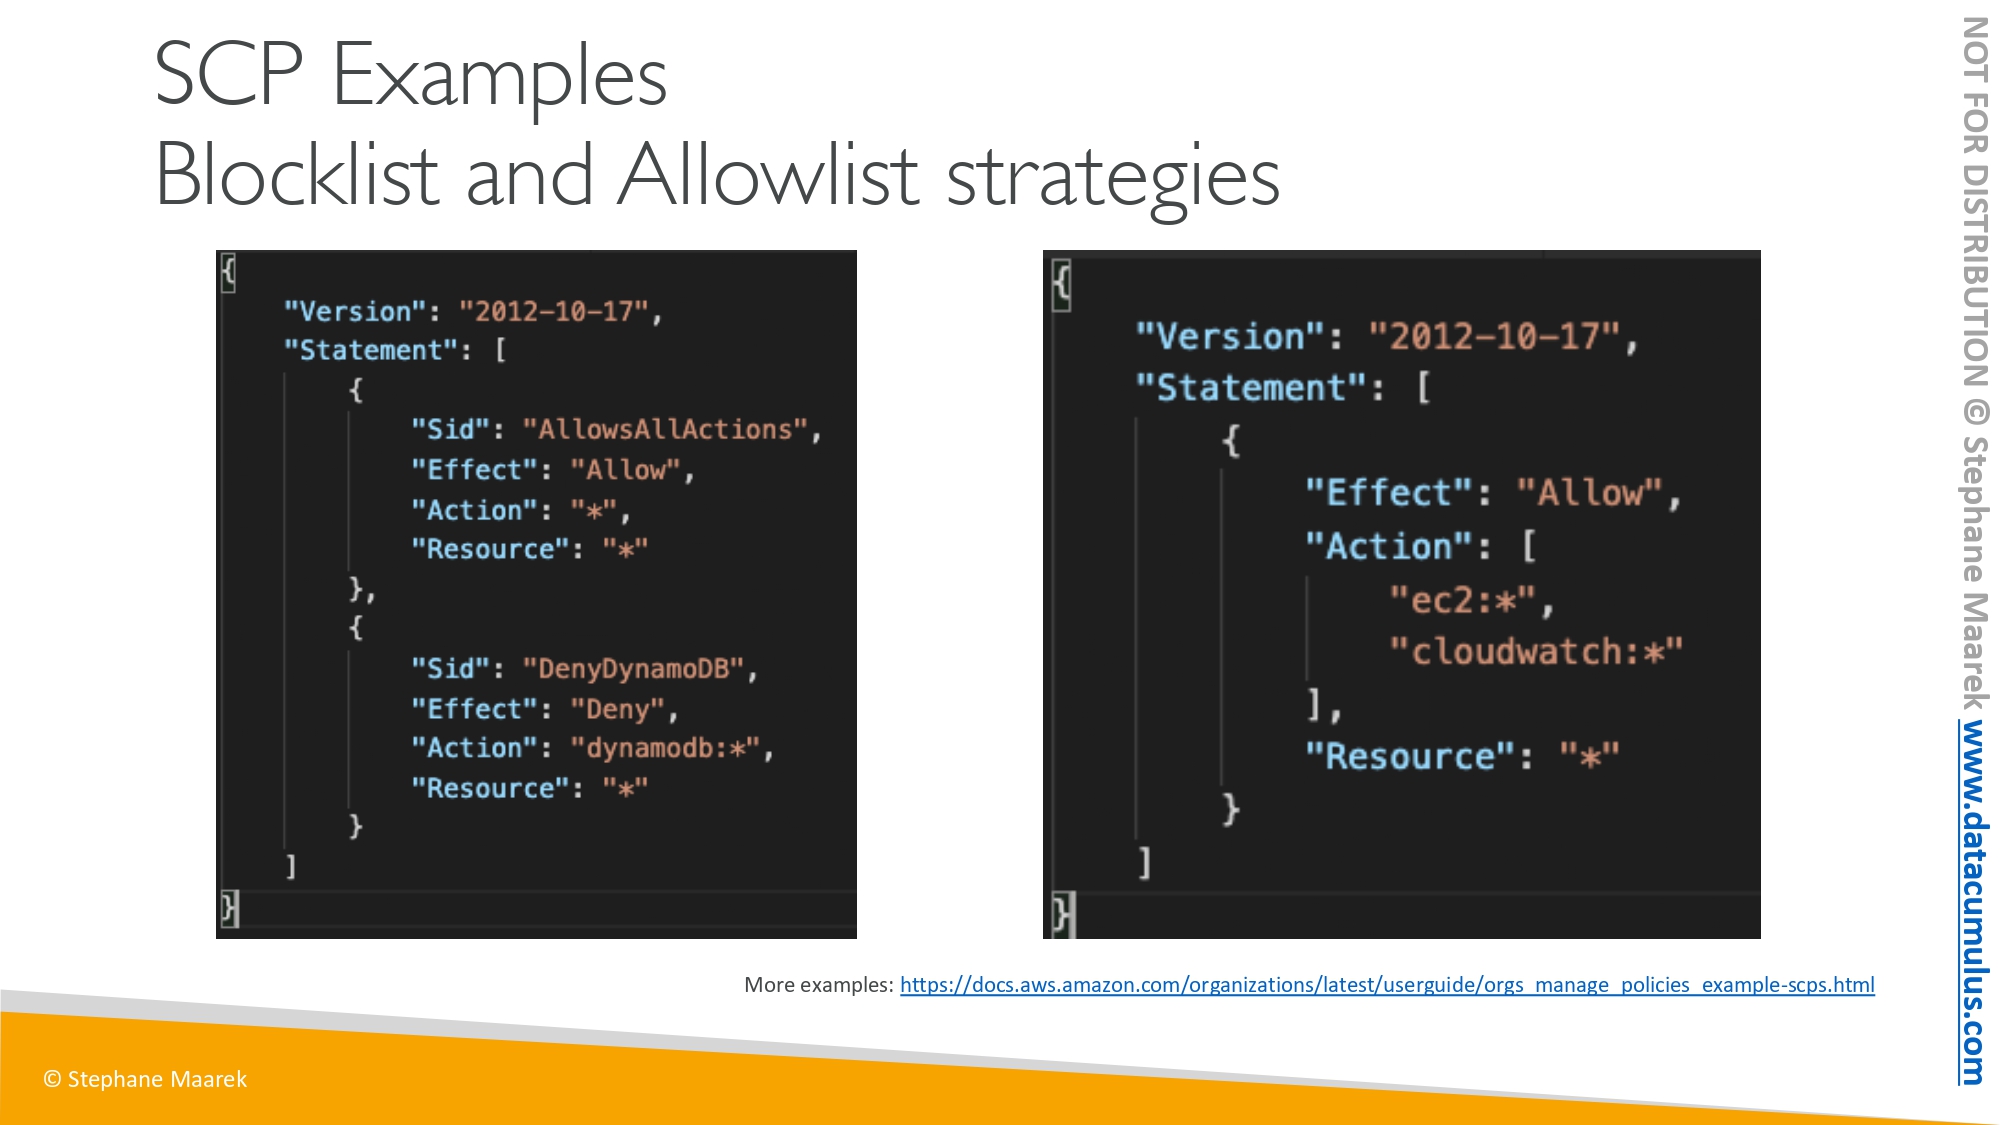 SCP Examples
Blocklist and Allowlist strategies
{
"Version": "2012-10-17",
"Statement": [
{
"Sid": "AllowsAllActions",
"Effect": "Allow",
"Action": "*",
"Resource": "*"
},
{
"Sid": "DenyDynamoDB",
"Effect": "Deny",
"Action": "dynamodb:*",
"Resource": "*"
}
]
}
{
"Version": "2012-10-17",
"Statement": [
{
"Effect": "Allow",
"Action": [
"ec2:*",
"cloudwatch:*"
],
"Resource": "*"
}
]
}
More examples: https://docs.aws.amazon.com/organizations/latest/userguide/orgs_manage_policies_example-scps.html
© Stephane Maarek
NOT FOR DISTRIBUTION © Stephane Maarek www.datacumulus.com